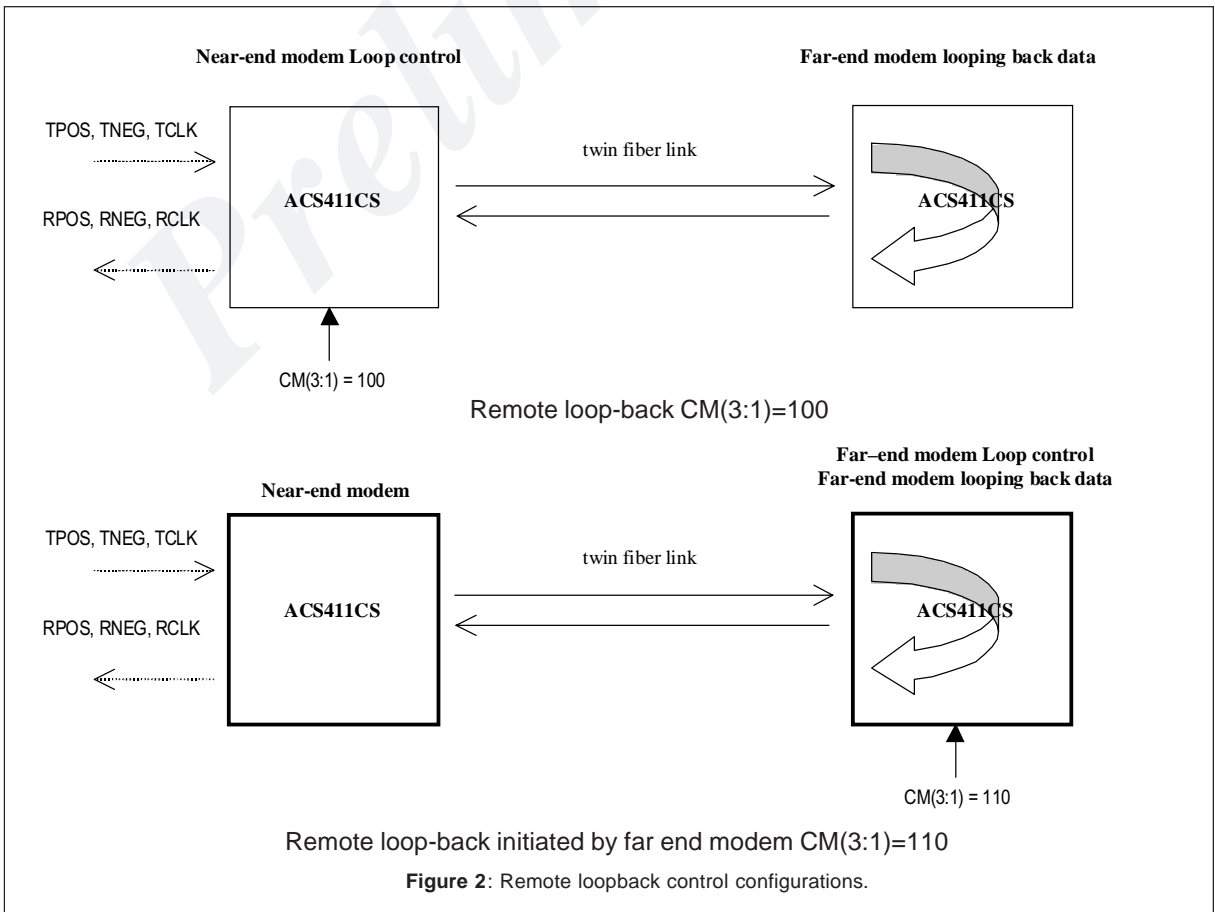 Near-end modem Loop control
Far-end modem looping back data
TPOS, TNEG, TCLK
twin fiber link
ACS411CS
ACS411CS
RPOS, RNEG, RCLK
CM(3:1) = 100
Remote loop-back CM(3:1)=100
Far–end modem Loop control
Far-end modem looping back data
Near-end modem
TPOS, TNEG, TCLK
twin fiber link
ACS411CS
ACS411CS
RPOS, RNEG, RCLK
CM(3:1) = 110
Remote loop-back initiated by far end modem CM(3:1)=110
Figure 2: Remote loopback control configurations.